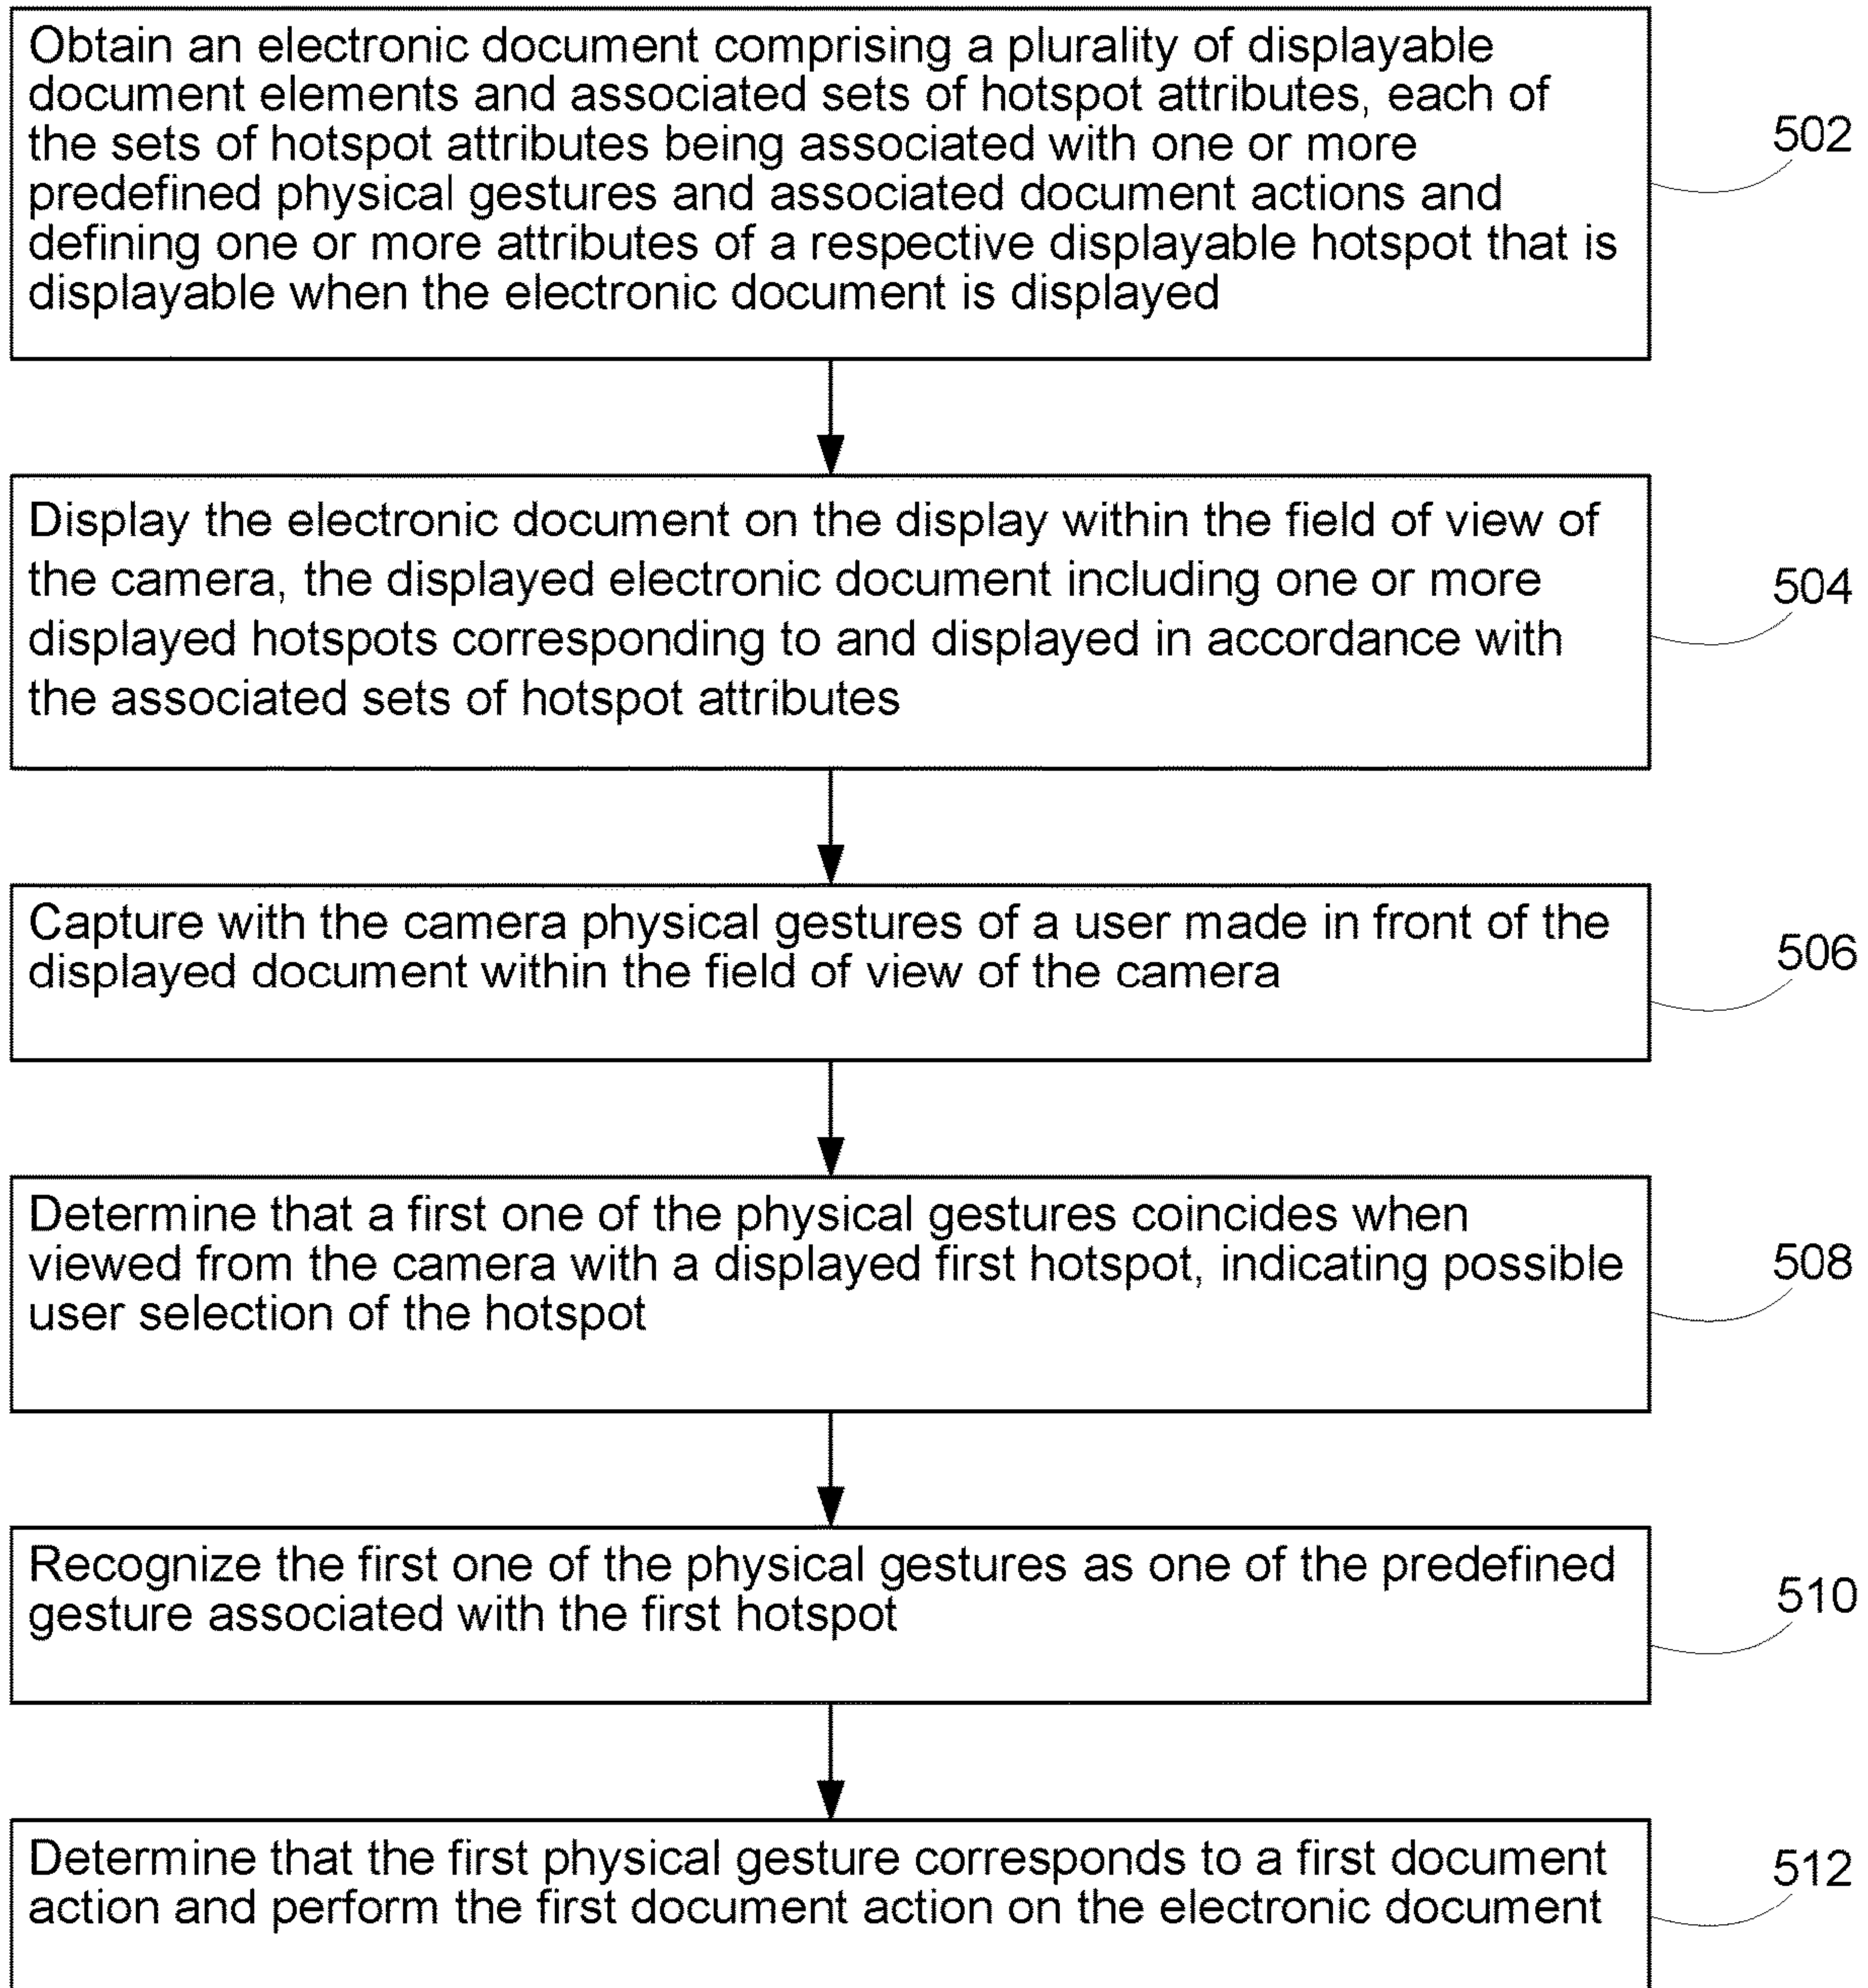 Obtain an electronic document comprising a plurality of displayable
document elements and associated sets of hotspot attributes, each of
the sets of hotspot attributes being associated with one or more
predefined physical gestures and associated document actions and
defining one or more attributes of a respective displayable hotspot that is
displayable when the electronic document is displayed
502
Display the electronic document on the display within the field of view of
the camera, the displayed electronic document including one or more
displayed hotspots corresponding to and displayed in accordance with
the associated sets of hotspot attributes
504
Capture with the camera physical gestures of a user made in front of the
displayed document within the field of view of the camera
506
Determine that a first one of the physical gestures coincides when
viewed from the camera with a displayed first hotspot, indicating possible
user selection of the hotspot
508
Recognize the first one of the physical gestures as one of the predefined
gesture associated with the first hotspot
510
Determine that the first physical gesture corresponds to a first document
action and perform the first document action on the electronic document
512